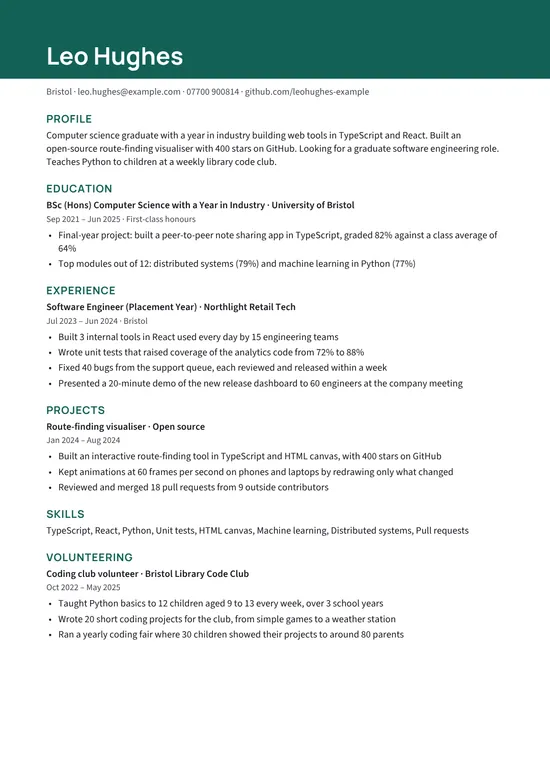 Leo Hughes
Bristol · leo.hughes@example.com · 07700 900814 · github.com/leohughes-example
PROFILE
Computer science graduate with a year in industry building web tools in TypeScript and React. Built an
open-source route-finding visualiser with 400 stars on GitHub. Looking for a graduate software engineering role.
Teaches Python to children at a weekly library code club.
EDUCATION
BSc (Hons) Computer Science with a Year in Industry · University of Bristol
Sep 2021 – Jun 2025 · First-class honours
• Final-year project: built a peer-to-peer note sharing app in TypeScript, graded 82% against a class average of
64%
• Top modules out of 12: distributed systems (79%) and machine learning in Python (77%)
EXPERIENCE
Software Engineer (Placement Year) · Northlight Retail Tech
Jul 2023 – Jun 2024 · Bristol
• Built 3 internal tools in React used every day by 15 engineering teams
• Wrote unit tests that raised coverage of the analytics code from 72% to 88%
• Fixed 40 bugs from the support queue, each reviewed and released within a week
• Presented a 20-minute demo of the new release dashboard to 60 engineers at the company meeting
PROJECTS
Route-finding visualiser · Open source
Jan 2024 – Aug 2024
• Built an interactive route-finding tool in TypeScript and HTML canvas, with 400 stars on GitHub
• Kept animations at 60 frames per second on phones and laptops by redrawing only what changed
• Reviewed and merged 18 pull requests from 9 outside contributors
SKILLS
TypeScript, React, Python, Unit tests, HTML canvas, Machine learning, Distributed systems, Pull requests
VOLUNTEERING
Coding club volunteer · Bristol Library Code Club
Oct 2022 – May 2025
• Taught Python basics to 12 children aged 9 to 13 every week, over 3 school years
• Wrote 20 short coding projects for the club, from simple games to a weather station
• Ran a yearly coding fair where 30 children showed their projects to around 80 parents